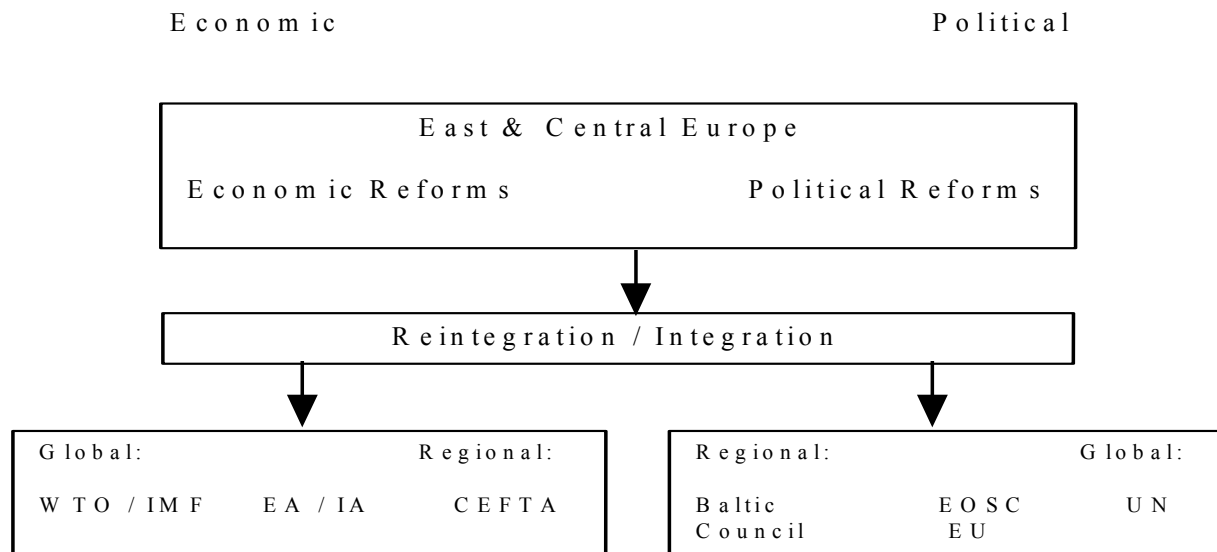 Economic Political
East & Central Europe
Economic Reforms Political Reforms
Reintegration / Integration
Global: Regional:
WTO / IMF EA / IA CEFTA
Regional: Global:
Baltic EOSC UN
Council EU